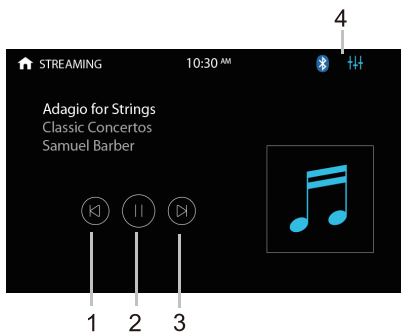 4
STREAMING 10:30 AM
Adagio for Strings
Classic Concertos
Samuel Barber
1 2 3